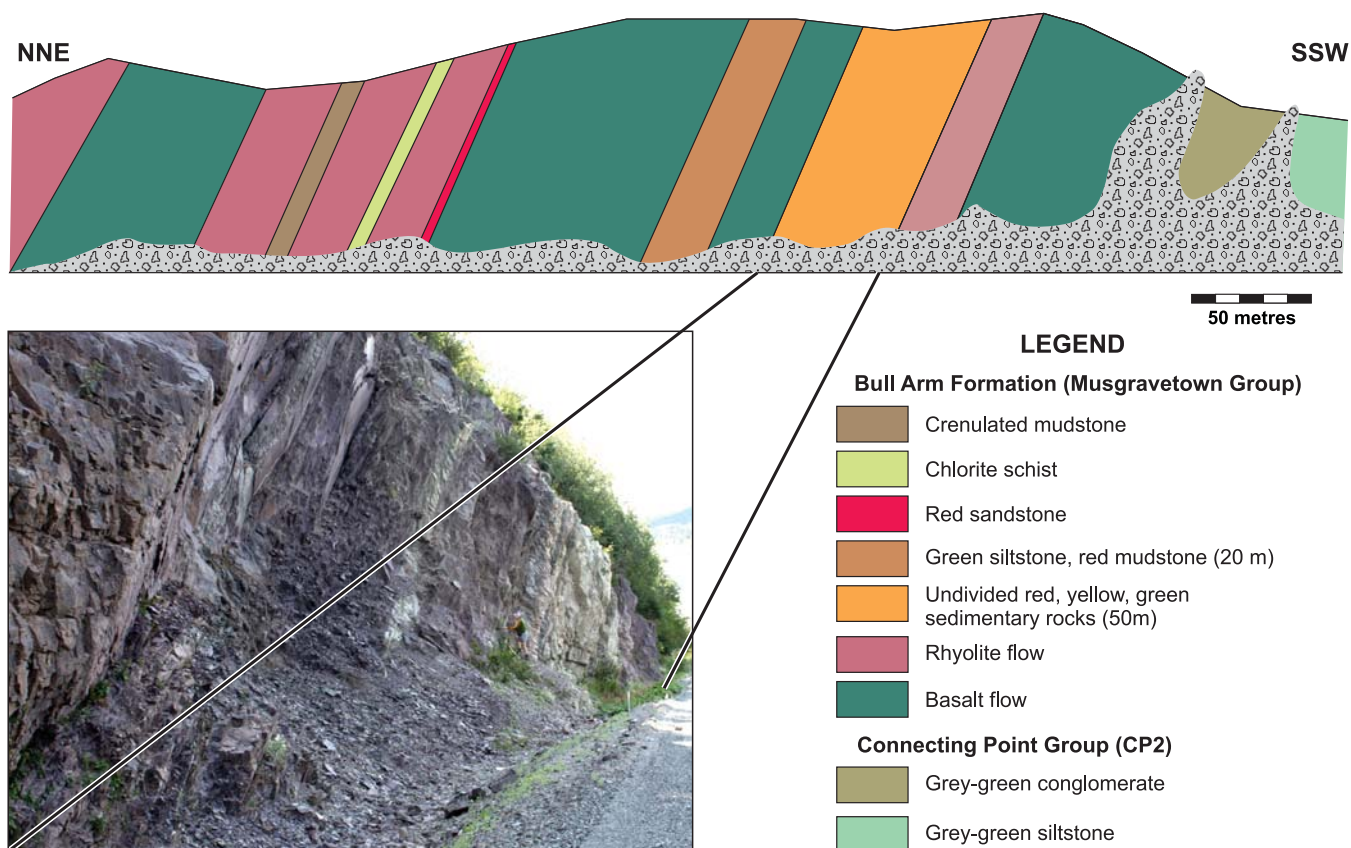 NNE
SSW
50 metres
LEGEND
Bull Arm Formation (Musgravetown Group)
Crenulated mudstone
Chlorite schist
Red sandstone
Green siltstone, red mudstone (20 m)
Undivided red, yellow, green
sedimentary rocks (50m)
Rhyolite flow
Basalt flow
Connecting Point Group (CP2)
Grey-green conglomerate
Grey-green siltstone